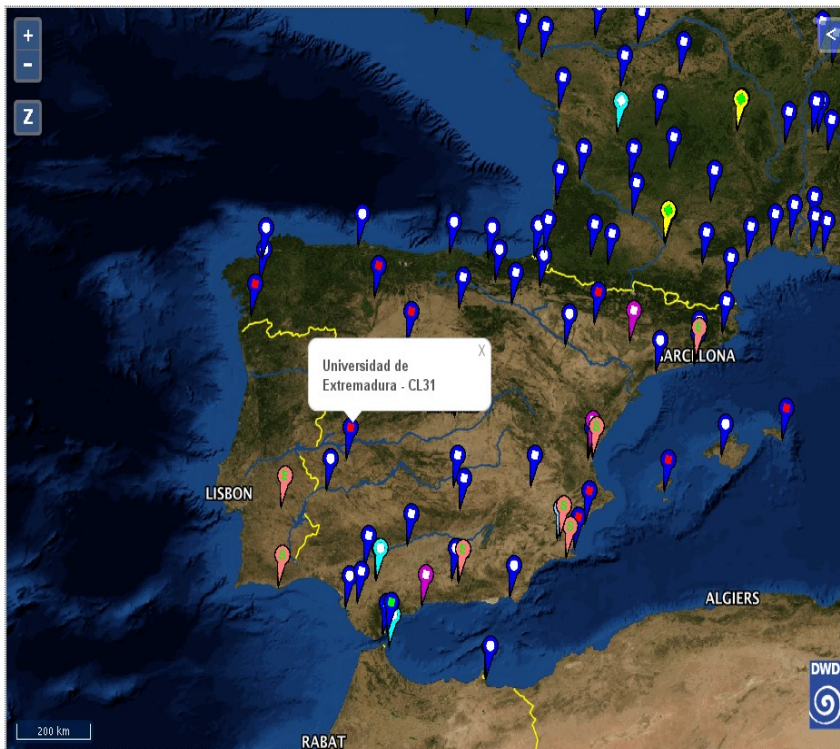 +
-
Z
<
X
Universidad de
Extremadura - CL31
BARCELONA
LISBON
ALGIERS
DWD
200 km
RABAT